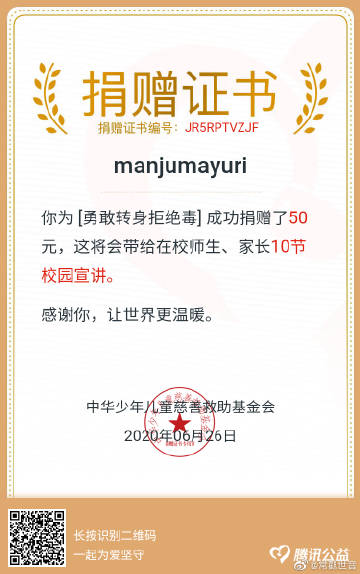 捐赠证书
捐赠证书编号：JR5RPTVZJF
manjumayuri
你为 [勇敢转身拒绝毒] 成功捐赠了50
元，这将会带给在校师生、家长10节
校园宣讲。
感谢你，让世界更温暖。
中华少年儿童慈善救助基金会
2020年06月26日
长按识别二维码
一起为爱坚守
腾讯公益